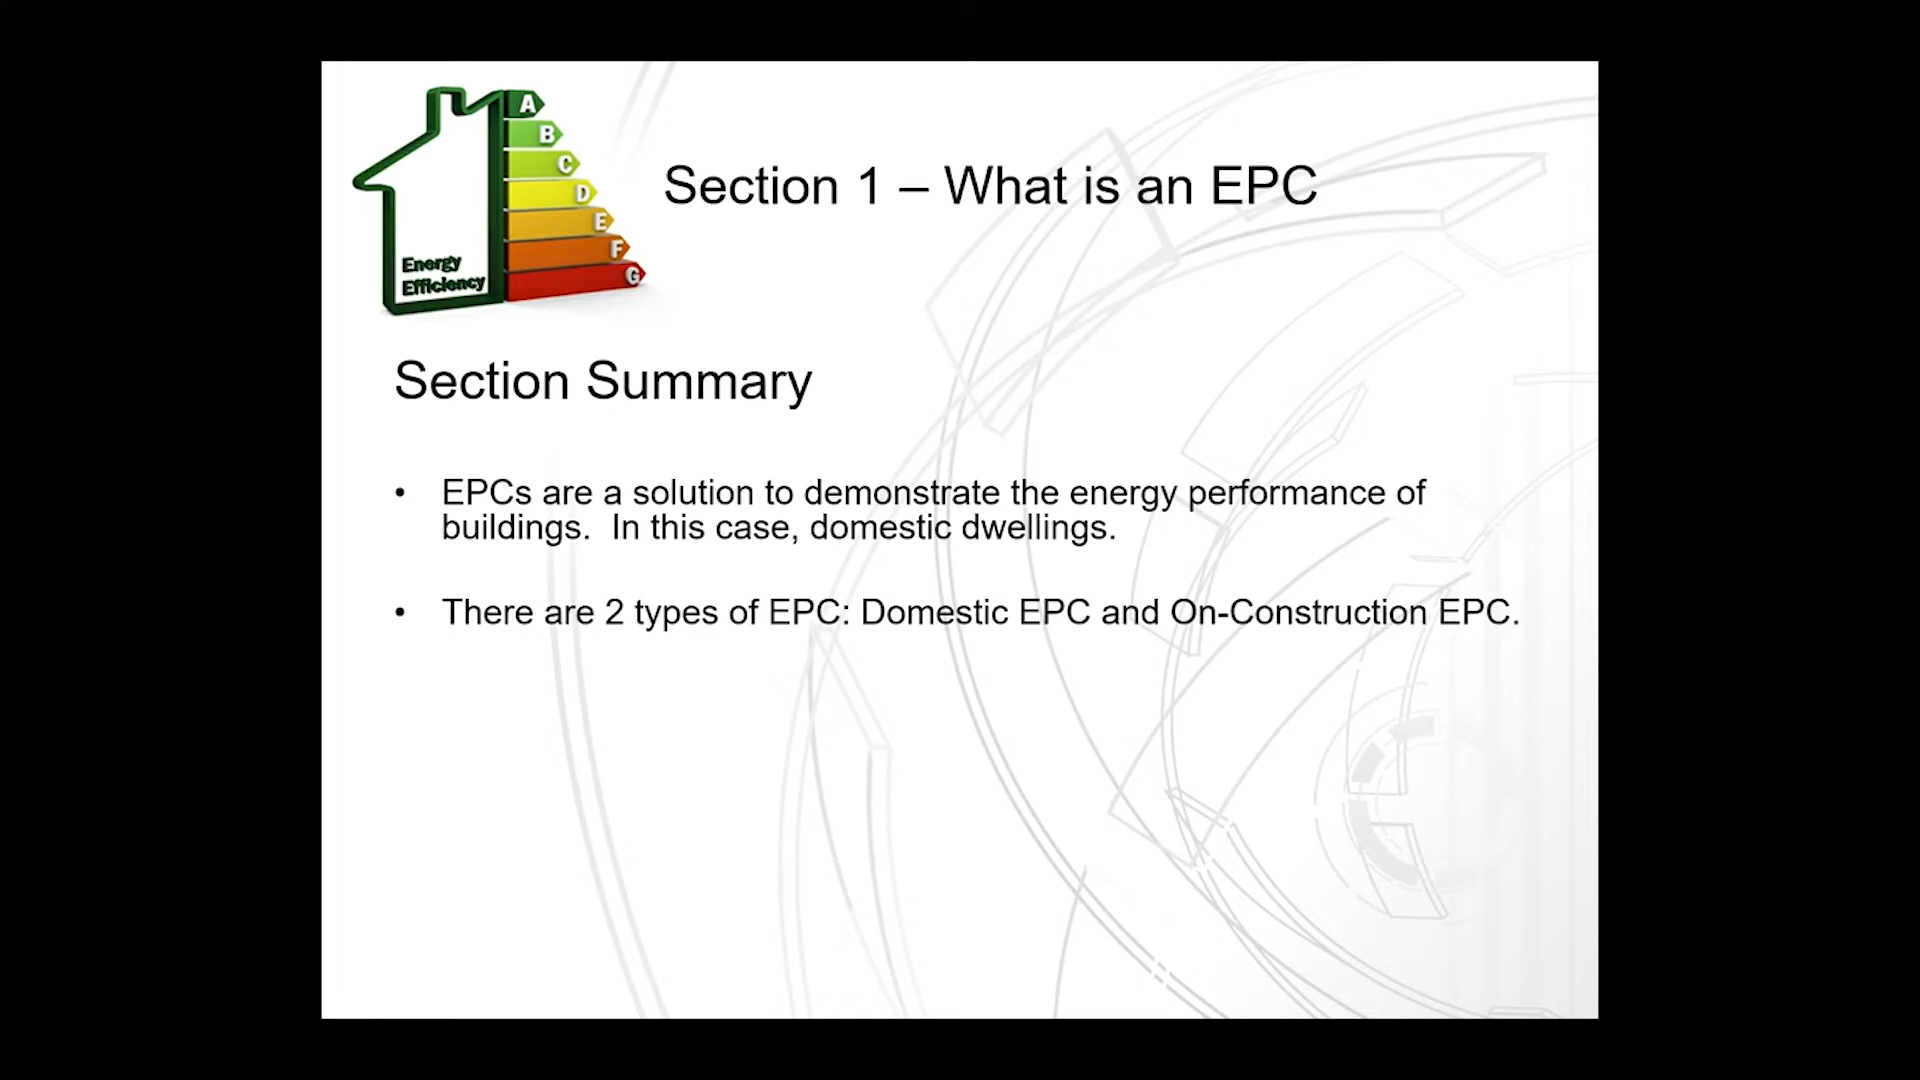 A
B
C
D
E
F
G
Energy
Efficiency
Section 1 – What is an EPC
Section Summary
• EPCs are a solution to demonstrate the energy performance of
buildings.  In this case, domestic dwellings.
• There are 2 types of EPC: Domestic EPC and On-Construction EPC.